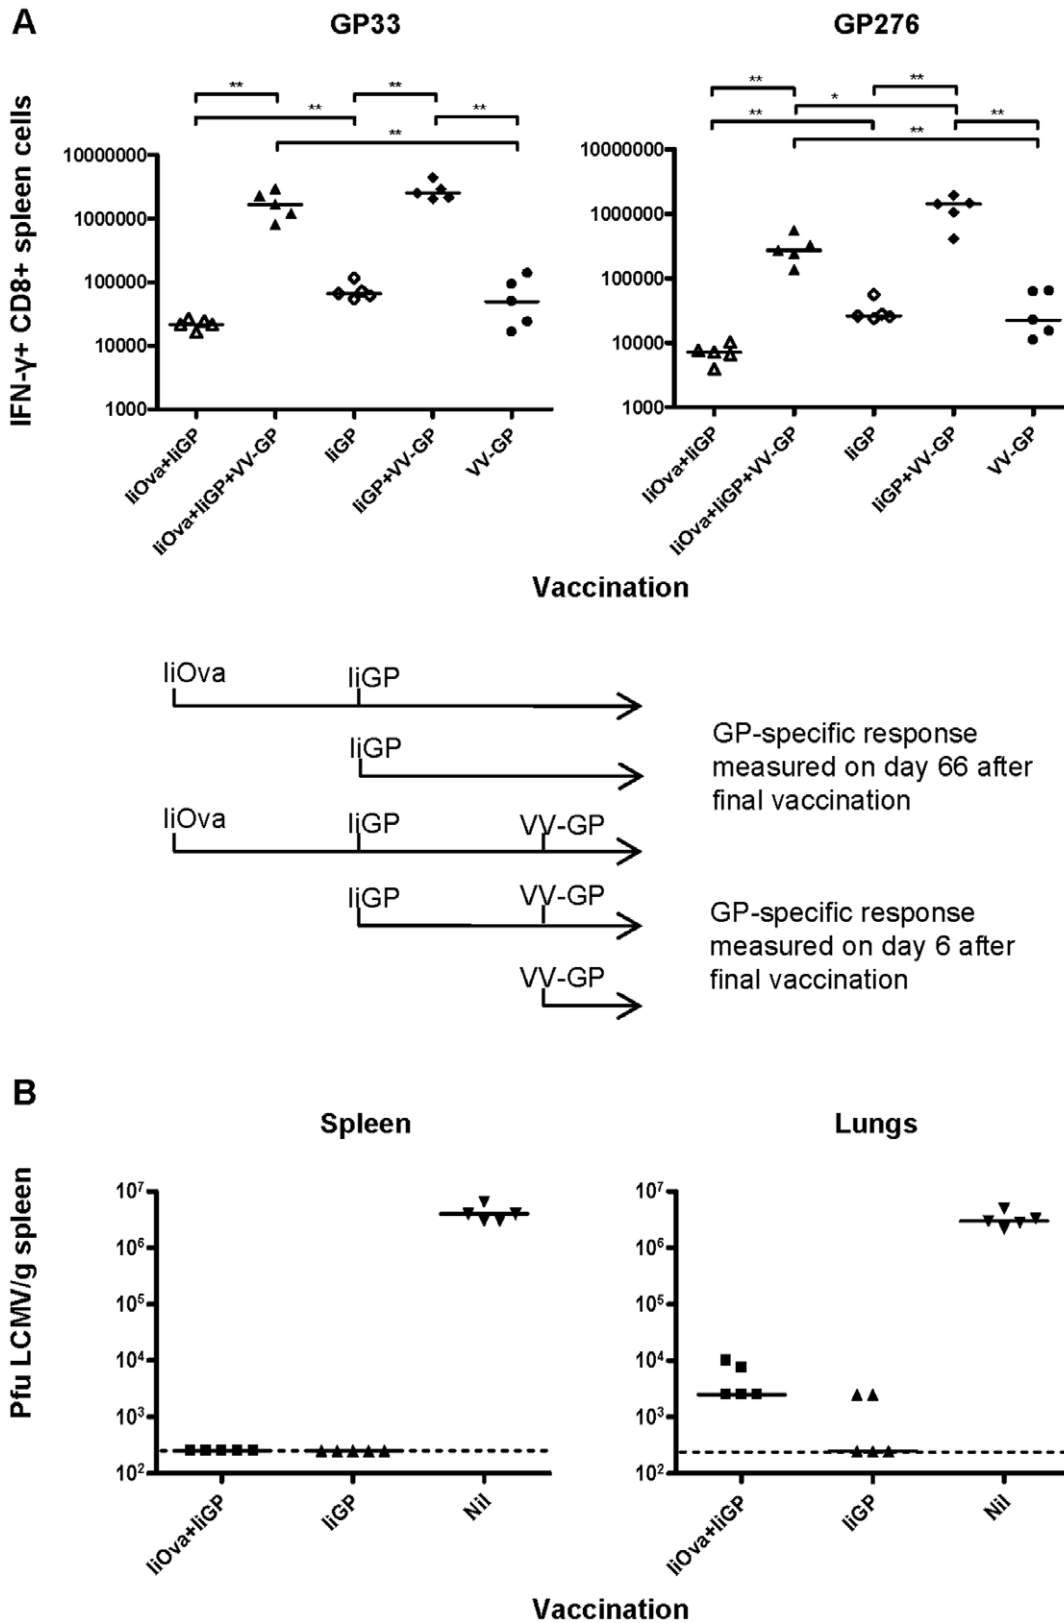 A
GP33
GP276
IFN-γ+ CD8+ spleen cells
**
**
**
**
**
10000000
1000000
100000
10000
1000
IiOva+IiGP
IiOva+IiGP+VV-GP
IiGP
IiGP+VV-GP
VV-GP
**
**
*
**
**
**
10000000
1000000
100000
10000
1000
IiOva+IiGP
IiOva+IiGP+VV-GP
IiGP
IiGP+VV-GP
VV-GP
Vaccination
IiOva IiGP
IiGP
GP-specific response
measured on day 66 after
final vaccination
IiOva IiGP VV-GP
IiGP VV-GP
VV-GP
GP-specific response
measured on day 6 after
final vaccination
B
Spleen
Lungs
Pfu LCMV/g spleen
10⁷
10⁶
10⁵
10⁴
10³
10²
IiOva+IiGP
IiGP
Nil
10⁷
10⁶
10⁵
10⁴
10³
10²
IiOva+IiGP
IiGP
Nil
Vaccination